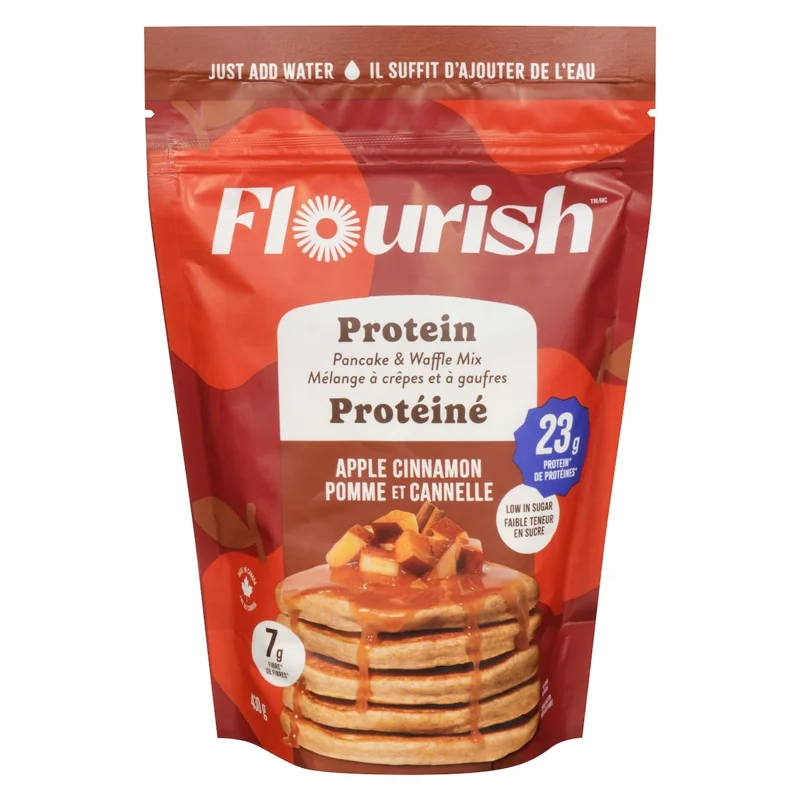 JUST ADD WATER IL SUFFIT D'AJOUTER DE L'EAU
Flourish TM/MC
Protein
Pancake & Waffle Mix
Mélange à crêpes et à gaufres
Protéiné
23g
PROTEIN*
DE PROTÉINES*
APPLE CINNAMON
POMME ET CANNELLE
LOW IN SUGAR
FAIBLE TENEUR
EN SUCRE
7g
FIBRE*
DE FIBRES*
430 g